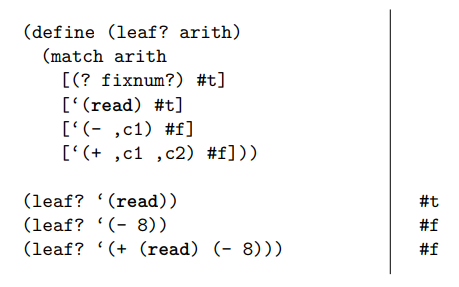 (define (leaf? arith)
(match arith
[(? fixnum?) #t]
[‘(read) #t]
[‘(- ,c1) #f]
[‘(+ ,c1 ,c2) #f]))
(leaf? ‘(read)) #t
(leaf? ‘(- 8)) #f
(leaf? ‘(+ (read) (- 8))) #f